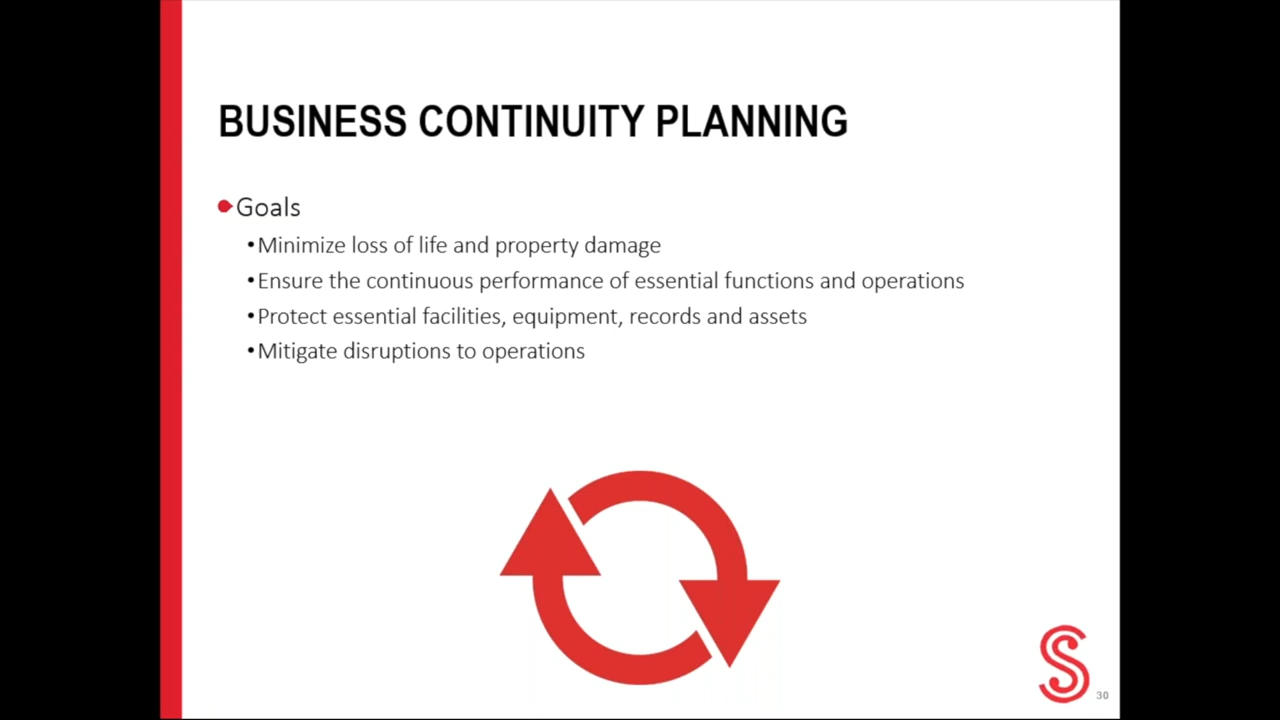 BUSINESS CONTINUITY PLANNING
Goals
•Minimize loss of life and property damage
•Ensure the continuous performance of essential functions and operations
•Protect essential facilities, equipment, records and assets
•Mitigate disruptions to operations
S
30